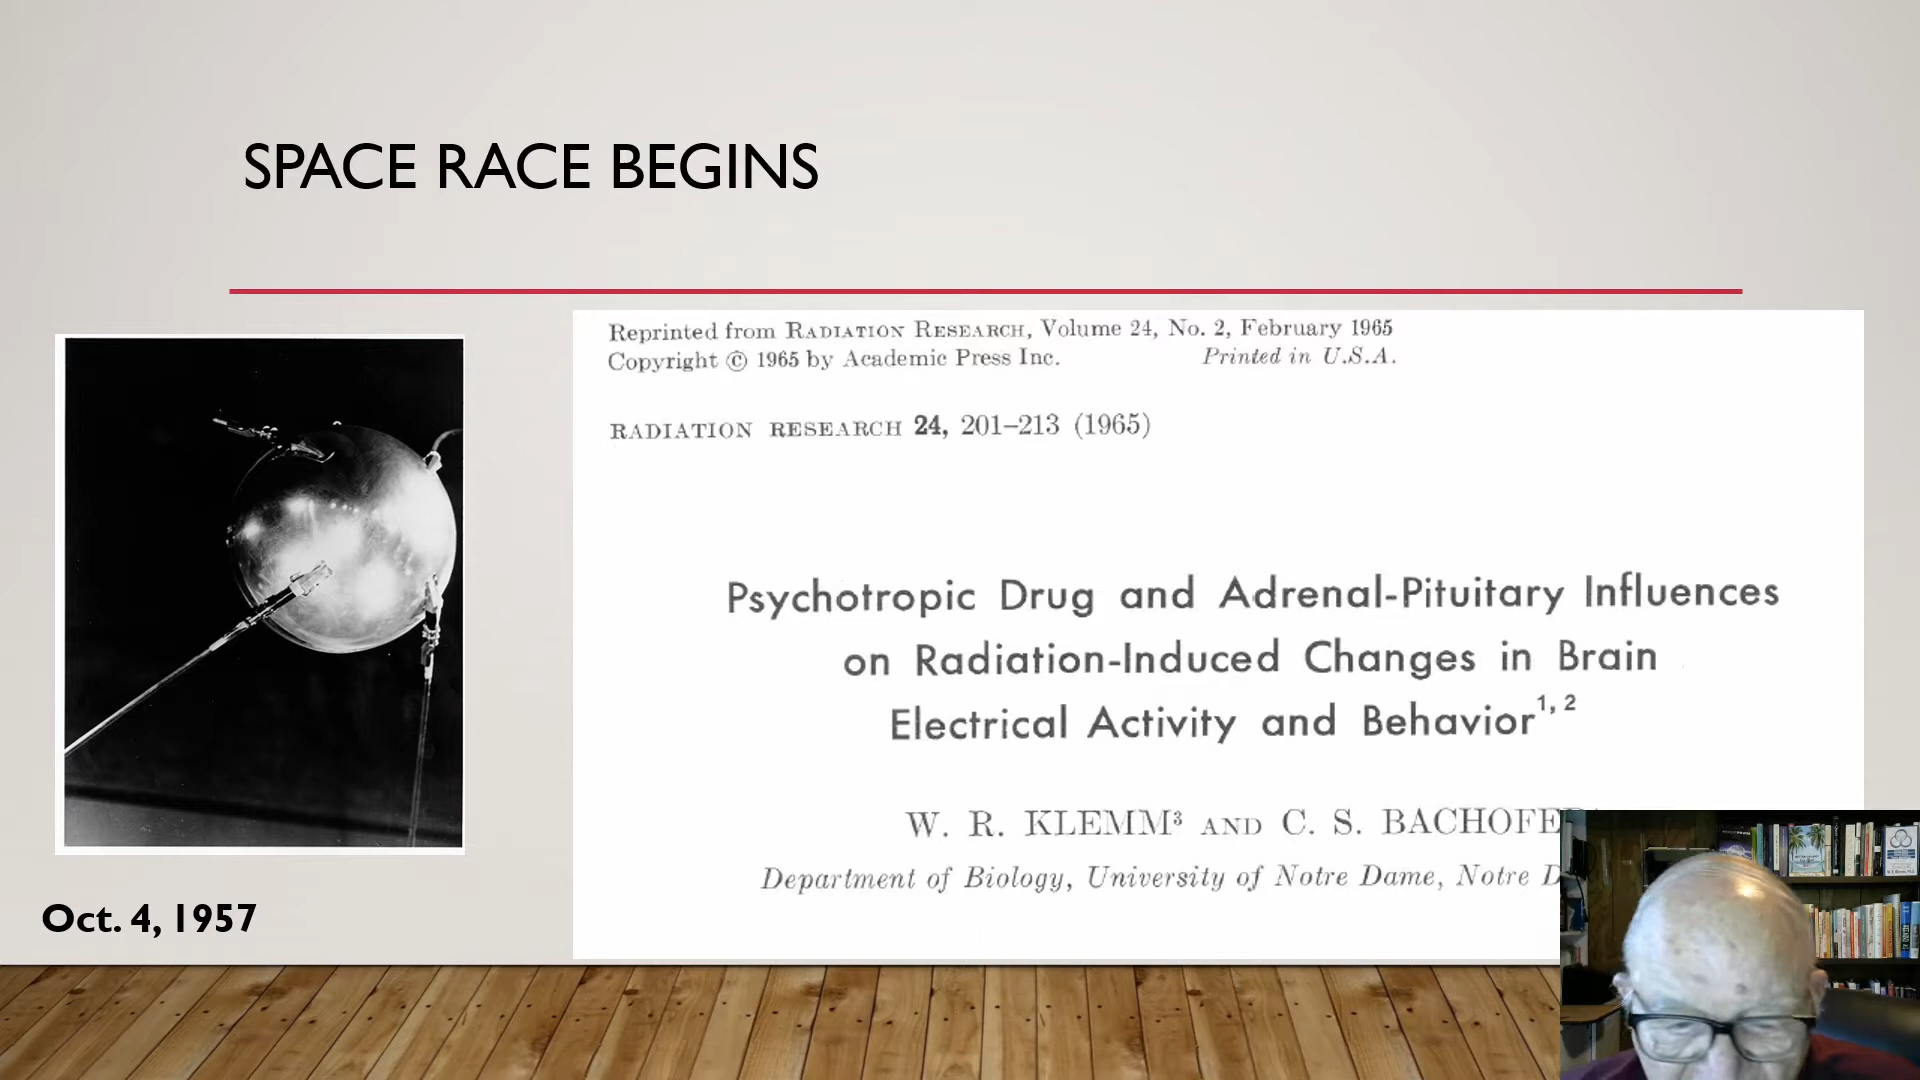 SPACE RACE BEGINS
Reprinted from RADIATION RESEARCH, Volume 24, No. 2, February 1965
Copyright © 1965 by Academic Press Inc. Printed in U.S.A.
RADIATION RESEARCH 24, 201–213 (1965)
Psychotropic Drug and Adrenal-Pituitary Influences
on Radiation-Induced Changes in Brain
Electrical Activity and Behavior1, 2
W. R. KLEMM3 AND C. S. BACHOFE
Department of Biology, University of Notre Dame, Notre D
Oct. 4, 1957